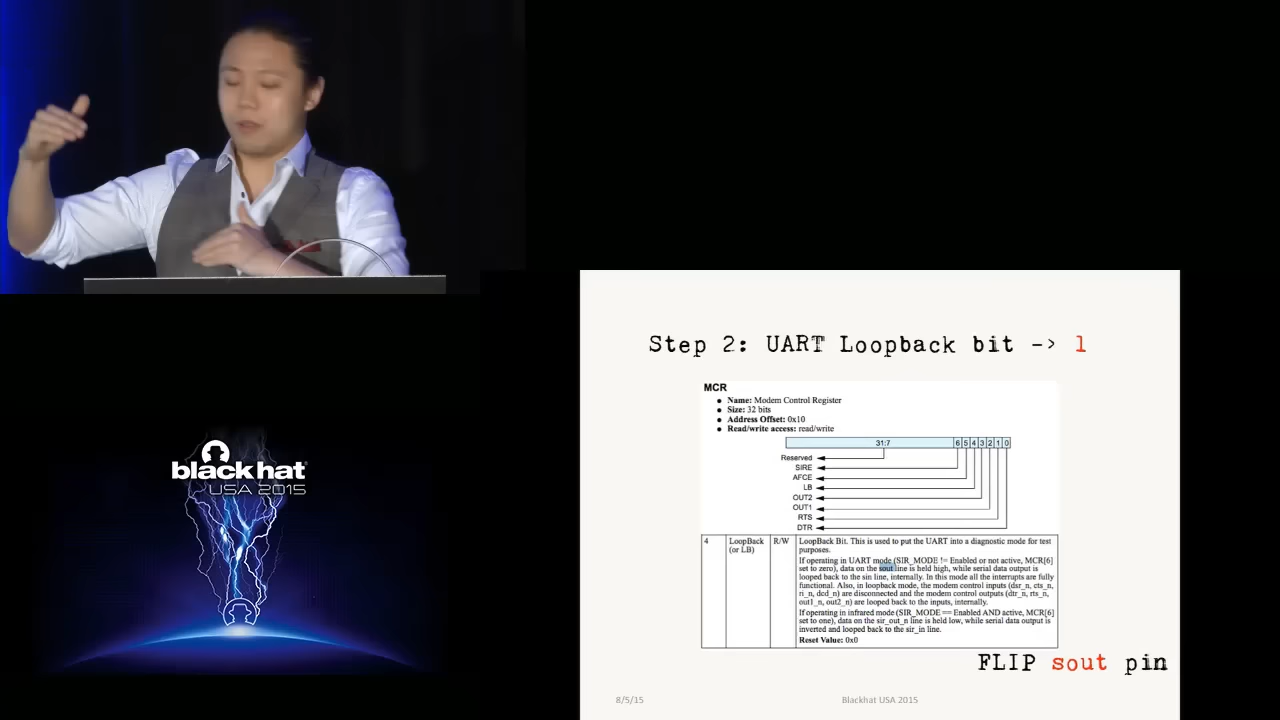 black hat
USA 2015
Step 2: UART Loopback bit -> 1
MCR
• Name: Modem Control Register
• Size: 32 bits
• Address Offset: 0x10
• Read/write access: read/write
31:7 6 5 4 3 2 1 0
Reserved
SIRE
AFCE
LB
OUT2
OUT1
RTS
DTR
4 LoopBack (or LB) R/W LoopBack Bit. This is used to put the UART into a diagnostic mode for test
purposes.
If operating in UART mode (SIR_MODE != Enabled or not active, MCR[6]
set to zero), data on the sout line is held high, while serial data output is
looped back to the sin line, internally. In this mode all the interrupts are fully
functional. Also, in loopback mode, the modem control inputs (dsr_n, cts_n,
ri_n, dcd_n) are disconnected and the modem control outputs (dtr_n, rts_n,
out1_n, out2_n) are looped back to the inputs, internally.
If operating in infrared mode (SIR_MODE == Enabled AND active, MCR[6]
set to one), data on the sir_out_n line is held low, while serial data output is
inverted and looped back to the sir_in line.
Reset Value: 0x0
FLIP sout pin
8/5/15
Blackhat USA 2015